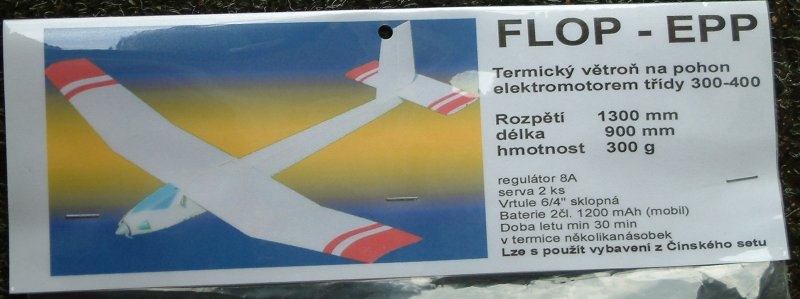 FLOP - EPP
Termický větroň na pohon
elektromotorem třídy 300-400
Rozpětí 1300 mm
délka 900 mm
hmotnost 300 g
regulátor 8A
serva 2 ks
Vrtule 6/4" sklopná
Baterie 2čl. 1200 mAh (mobil)
Doba letu min 30 min
v termice několikanásobek
Lze s použít vybavení z Čínského setu